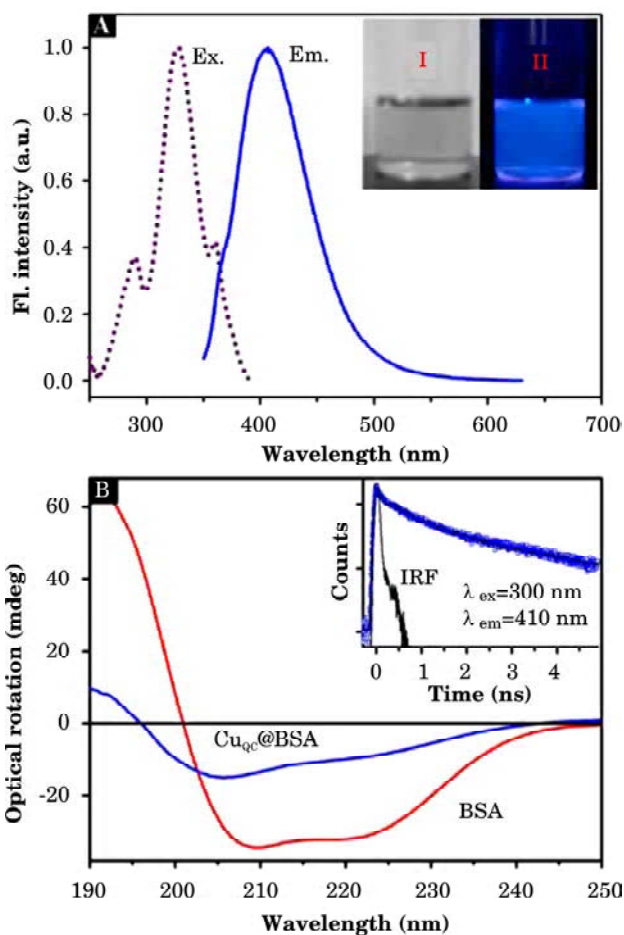 A
Ex.
Em.
I
II
1.0
0.8
0.6
0.4
0.2
0.0
Fl. intensity (a.u.)
300 400 500 600 700
Wavelength (nm)
B
60
40
20
0
-20
Optical rotation (mdeg)
Counts
IRF
λ ex=300 nm
λ em=410 nm
0 1 2 3 4
Time (ns)
CuQC@BSA
BSA
190 200 210 220 230 240 250
Wavelength (nm)